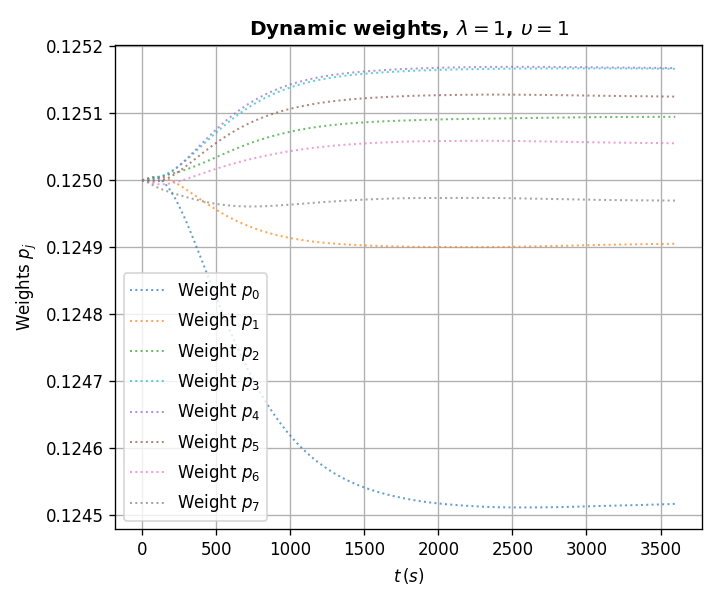 Dynamic weights, λ = 1, υ = 1
0.1252
0.1251
0.1250
0.1249
0.1248
0.1247
0.1246
0.1245
Weights p_j
Weight p_0
Weight p_1
Weight p_2
Weight p_3
Weight p_4
Weight p_5
Weight p_6
Weight p_7
0 500 1000 1500 2000 2500 3000 3500
t (s)